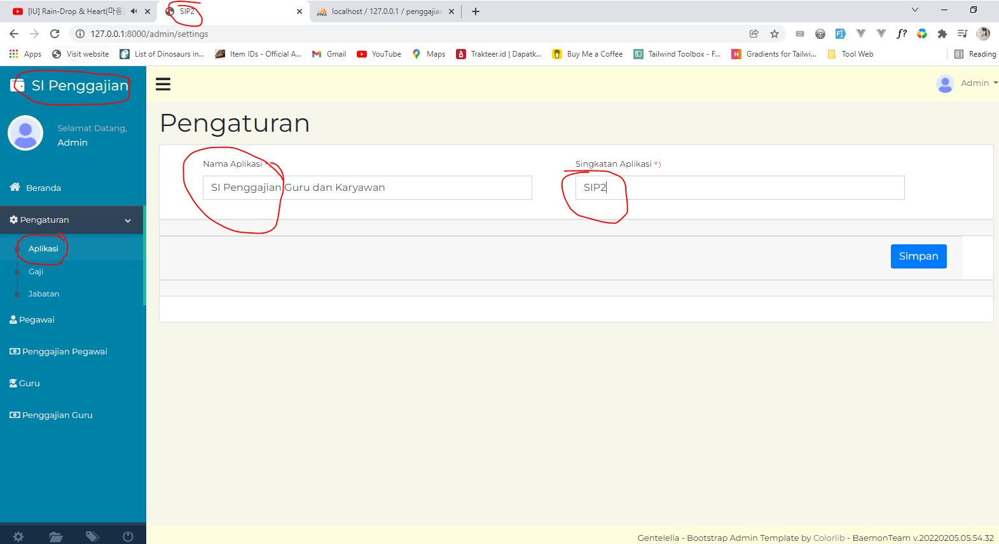 [IU] Rain-Drop & Heart(마음
SIP2
localhost / 127.0.0.1 / penggajian
127.0.0.1:8000/admin/settings
Apps
Visit website
List of Dinosaurs in...
Item IDs - Official A...
Gmail
YouTube
Maps
Trakteer.id | Dapatk...
Buy Me a Coffee
Tailwind Toolbox - F...
Gradients for Tailwi...
Tool Web
Reading
SI Penggajian
Admin
Selamat Datang,
Admin
Pengaturan
Nama Aplikasi *)
Singkatan Aplikasi *)
SI Penggajian Guru dan Karyawan
SIP2
Simpan
Beranda
Pengaturan
Aplikasi
Gaji
Jabatan
Pegawai
Penggajian Pegawai
Guru
Penggajian Guru
Gentelella - Bootstrap Admin Template by Colorlib - BaemonTeam v.20220205.05.54.32